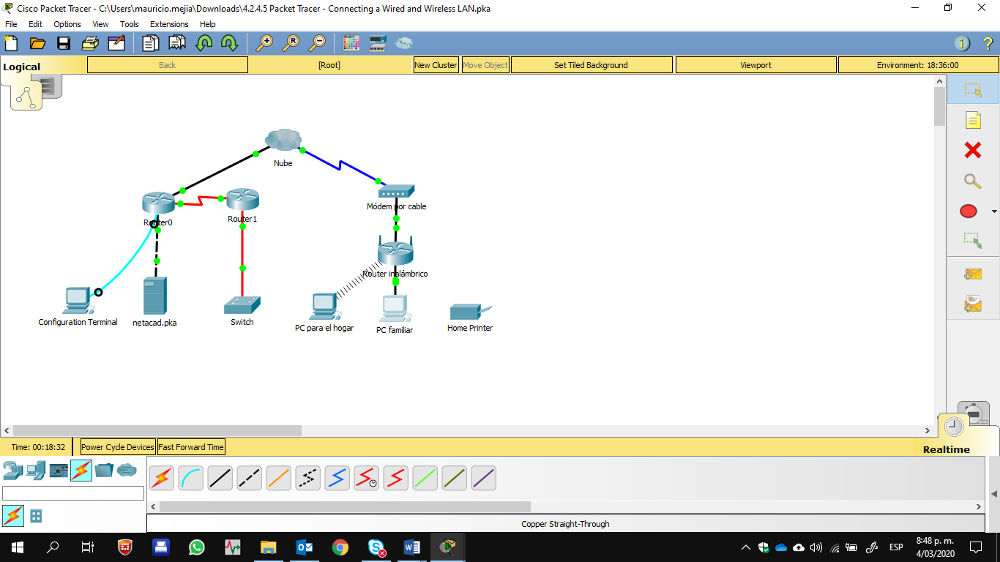 Cisco Packet Tracer - C:\Users\mauricio.mejia\Downloads\4.2.4.5 Packet Tracer - Connecting a Wired and Wireless LAN.pka
File Edit Options View Tools Extensions Help
Logical
Back
[Root]
New Cluster
Move Object
Set Tiled Background
Viewport
Environment: 18:36:00
Nube
Módem por cable
Router0
Router1
Router inalámbrico
Configuration Terminal
netacad.pka
Switch
PC para el hogar
PC familiar
Home Printer
Time: 00:18:32
Power Cycle Devices
Fast Forward Time
Realtime
Copper Straight-Through
ESP
8:48 p. m.
4/03/2020